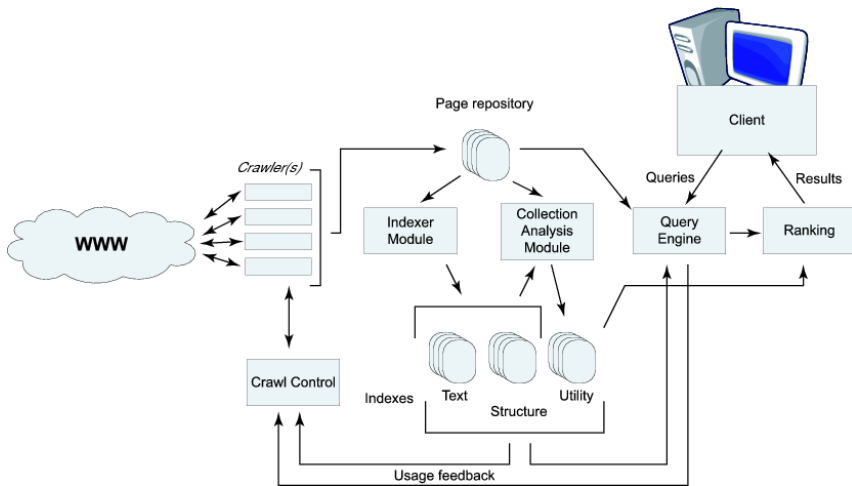 Page repository
Client
Crawler(s)
Queries
Results
WWW
Indexer
Module
Collection
Analysis
Module
Query
Engine
Ranking
Crawl Control
Indexes
Text
Structure
Utility
Usage feedback